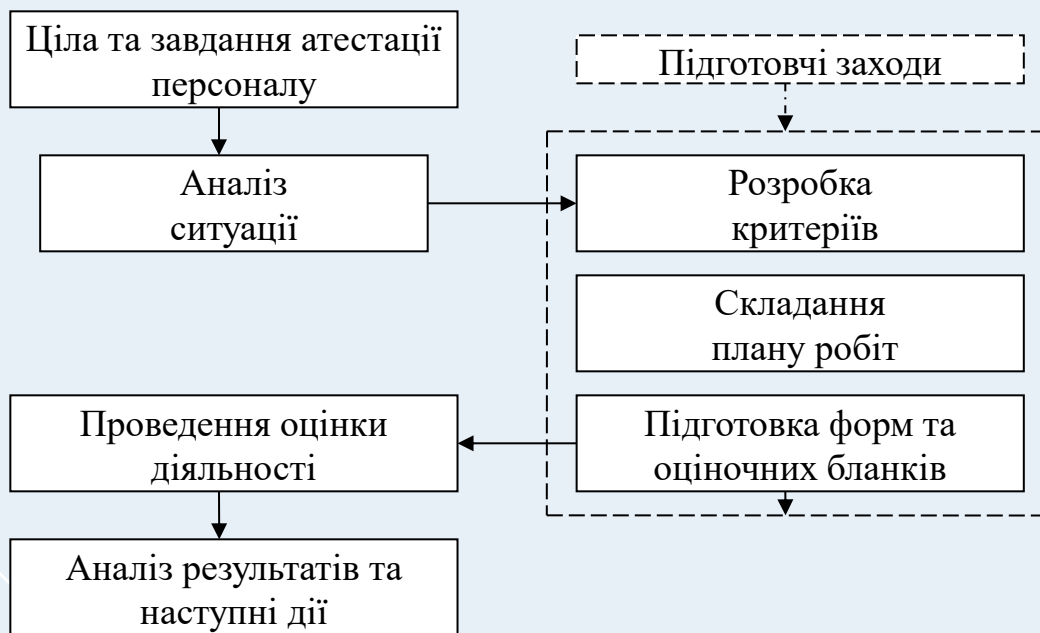 Ціла та завдання атестації
персоналу
Підготовчі заходи
Аналіз
ситуації
Розробка
критеріїв
Складання
плану робіт
Підготовка форм та
оціночних бланків
Проведення оцінки
діяльності
Аналіз результатів та
наступні дії